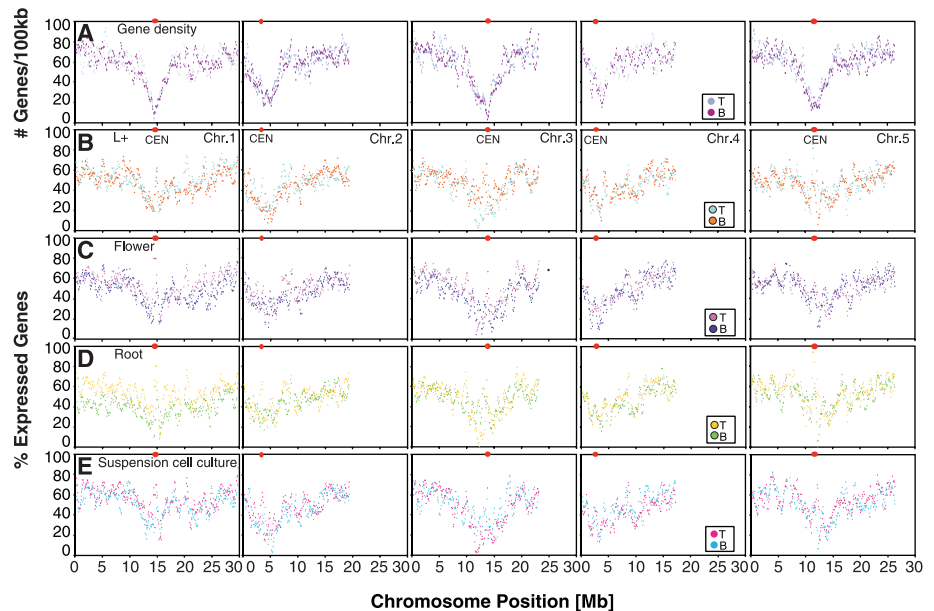 # Genes/100kb
% Expressed Genes
A Gene density
100
80
60
40
20
0
T
B
B L+ CEN Chr.1 CEN Chr.2 CEN Chr.3 CEN Chr.4 CEN Chr.5
100
80
60
40
20
0
T
B
C Flower
100
80
60
40
20
0
T
B
D Root
100
80
60
40
20
0
T
B
E Suspension cell culture
100
80
60
40
20
0
T
B
0 5 10 15 20 25 30 0 5 10 15 20 25 30 0 5 10 15 20 25 30 0 5 10 15 20 25 30 0 5 10 15 20 25 30
Chromosome Position [Mb]